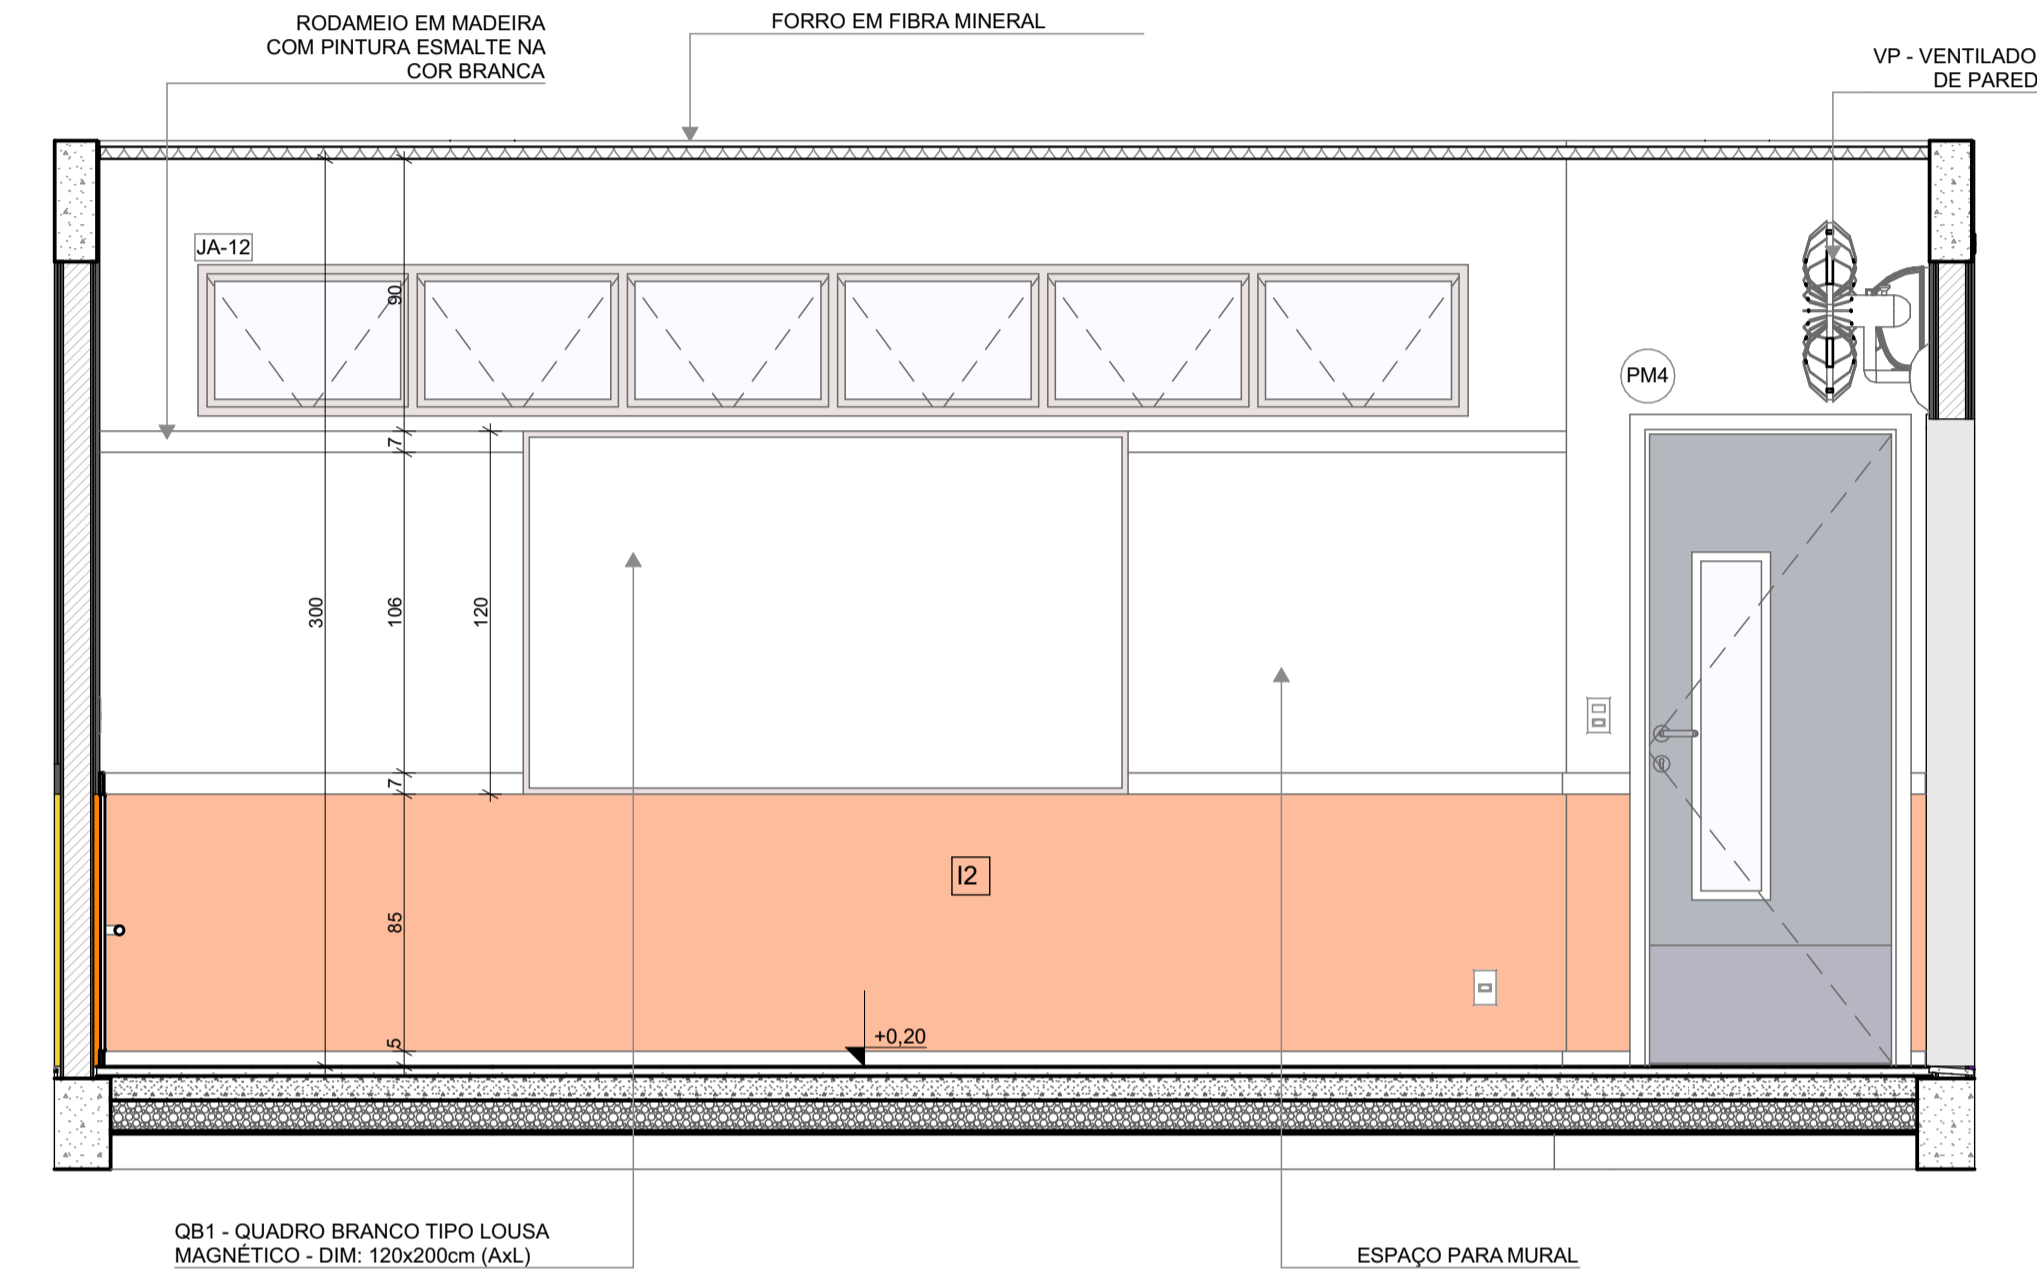 RODAMEIO EM MADEIRA
COM PINTURA ESMALTE NA
COR BRANCA
FORRO EM FIBRA MINERAL
VP - VENTILADO
DE PARED
JA-12
90
PM4
7
300
106
120
7
I2
85
+0,20
5
QB1 - QUADRO BRANCO TIPO LOUSA
MAGNÉTICO - DIM: 120x200cm (AxL)
ESPAÇO PARA MURAL